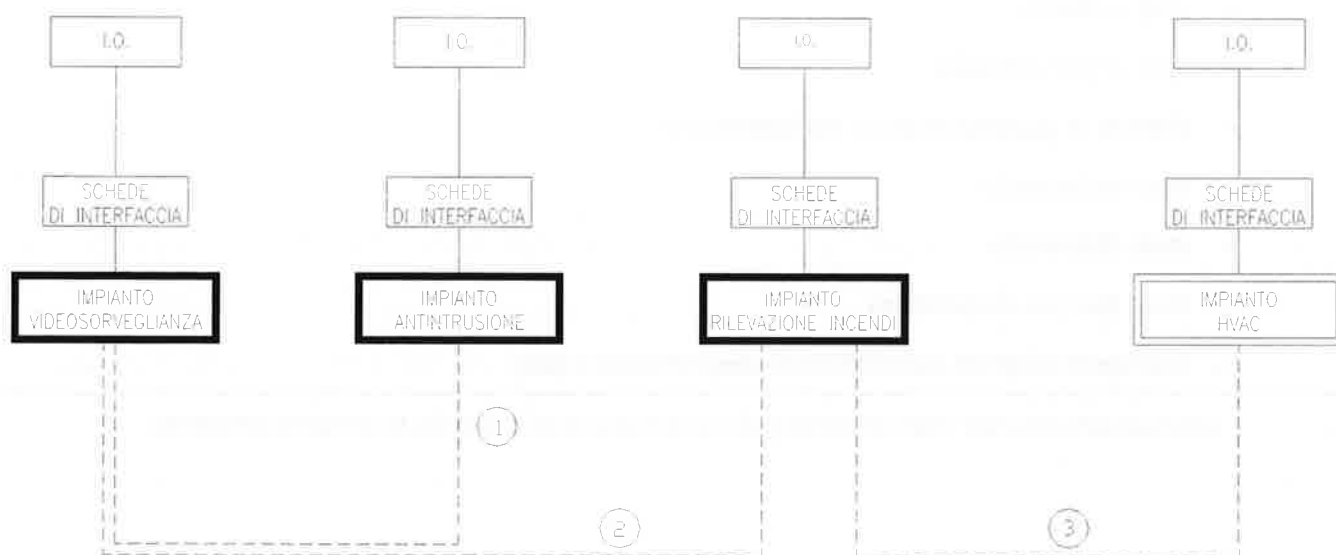 I.O.
I.O.
I.O.
I.O.
SCHEDE
DI INTERFACCIA
SCHEDE
DI INTERFACCIA
SCHEDE
DI INTERFACCIA
SCHEDE
DI INTERFACCIA
IMPIANTO
VIDEOSORVEGLIANZA
IMPIANTO
ANTINTRUSIONE
IMPIANTO
RILEVAZIONE INCENDI
IMPIANTO
HVAC
1
2
3